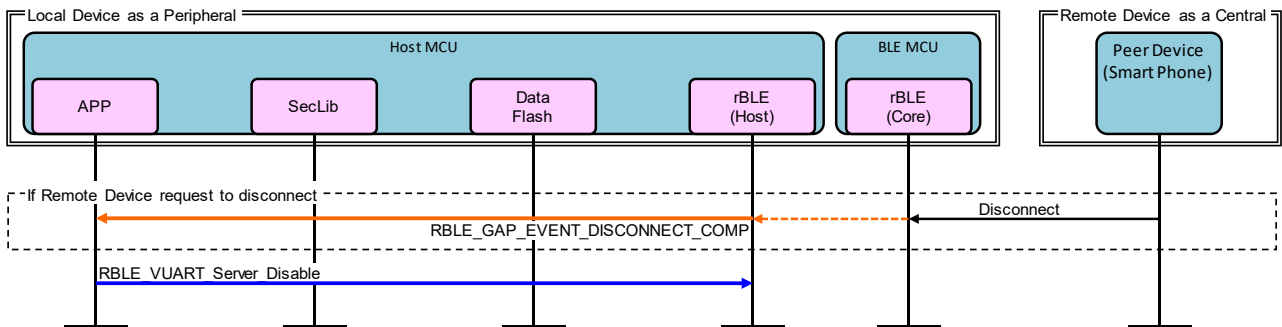 Local Device as a Peripheral
Remote Device as a Central
Host MCU
BLE MCU
Peer Device
(Smart Phone)
APP
SecLib
Data
Flash
rBLE
(Host)
rBLE
(Core)
If Remote Device request to disconnect
Disconnect
RBLE_GAP_EVENT_DISCONNECT_COMP
RBLE_VUART_Server_Disable